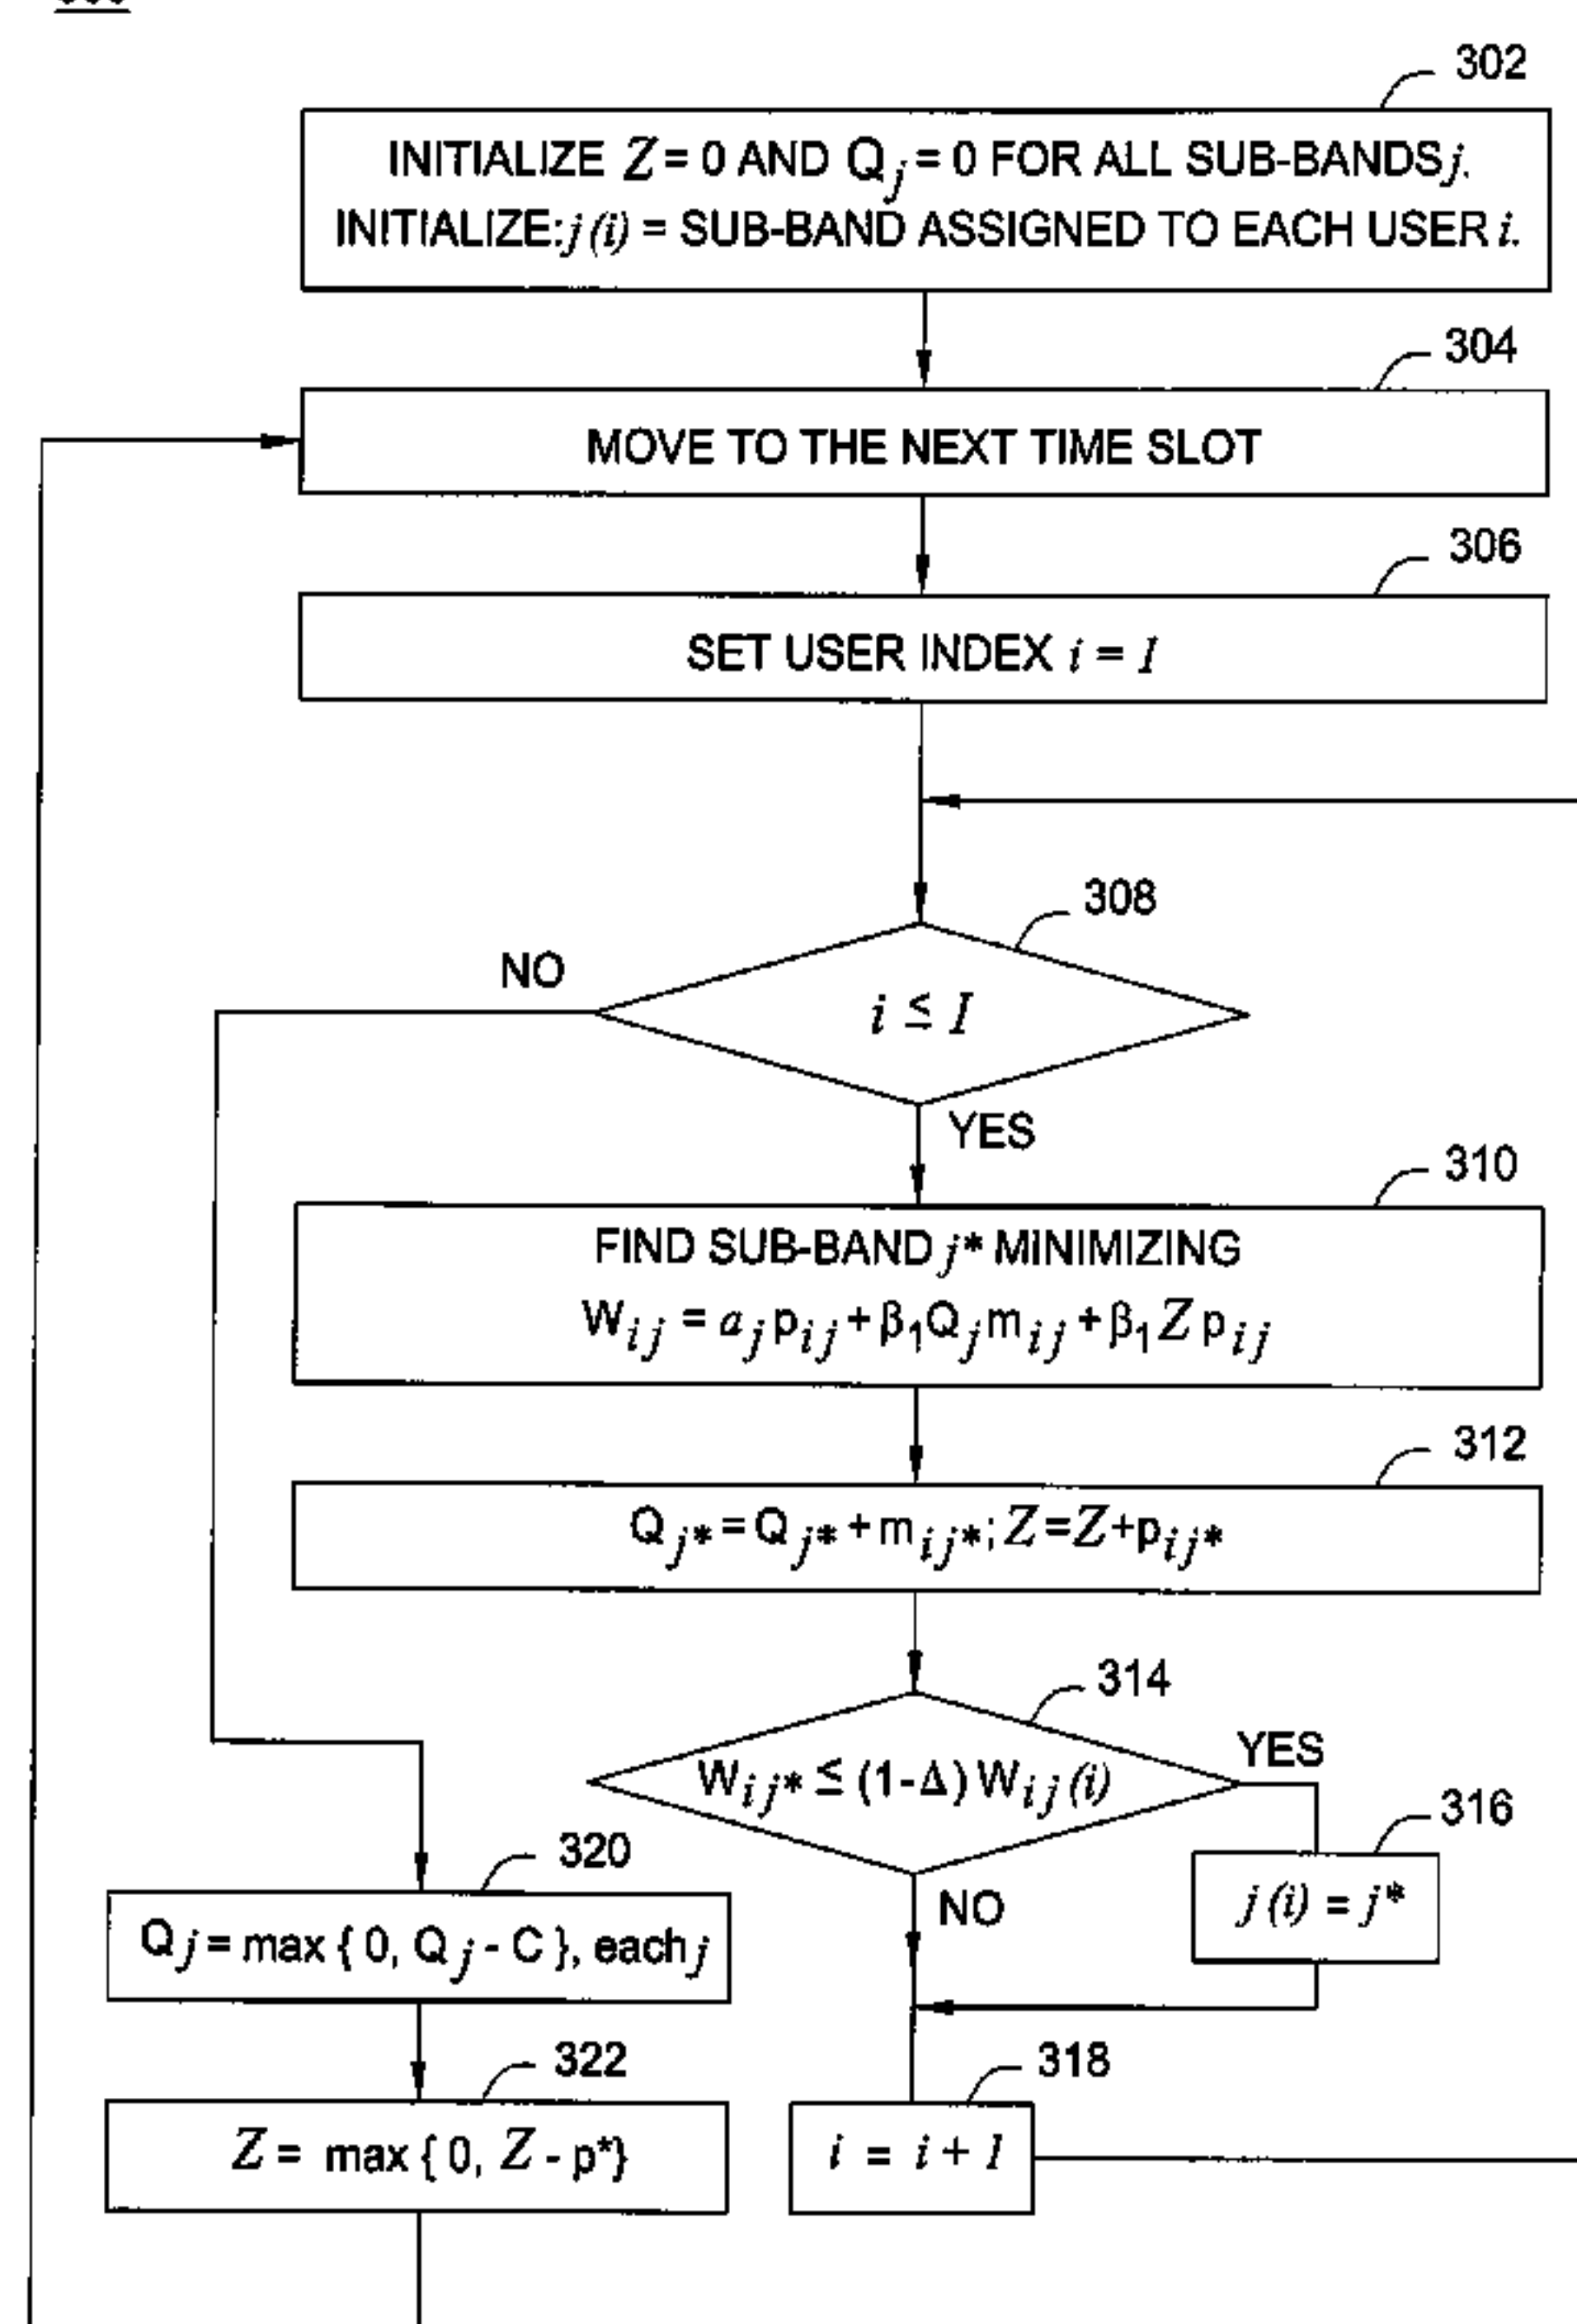 302
INITIALIZE Z = 0 AND Q_j = 0 FOR ALL SUB-BANDS j.
INITIALIZE: j(i) = SUB-BAND ASSIGNED TO EACH USER i.
304
MOVE TO THE NEXT TIME SLOT
306
SET USER INDEX i = I
308
NO
i ≤ I
YES
310
FIND SUB-BAND j* MINIMIZING
W_ij = a_j p_ij + β_1 Q_j m_ij + β_1 Z p_ij
312
Q_j* = Q_j* + m_ij*; Z = Z + p_ij*
314
YES
W_ij* ≤ (1-Δ) W_ij(i)
316
j(i) = j*
NO
320
Q_j = max { 0, Q_j - C }, each j
318
i = i + I
322
Z = max { 0, Z - p* }